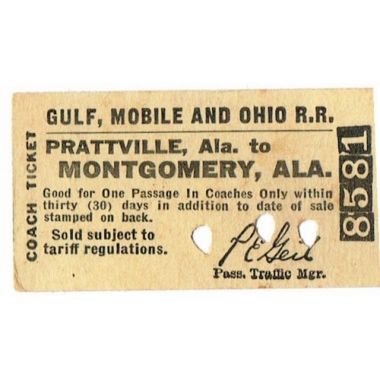 GULF, MOBILE AND OHIO R.R.
PRATTVILLE, Ala. to
MONTGOMERY, ALA.
Good for One Passage In Coaches Only within
thirty (30) days in addition to date of sale
stamped on back.
Sold subject to
tariff regulations.
P E Geil
Pass. Traffic Mgr.
COACH TICKET
8581